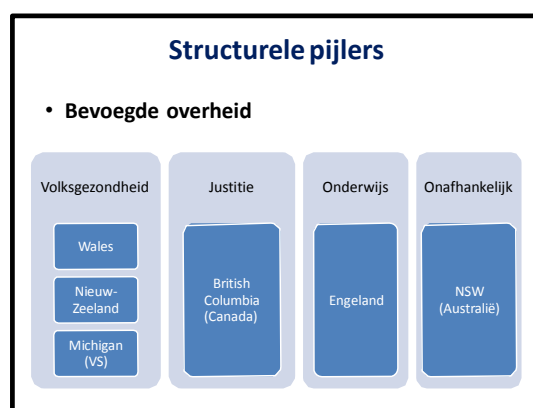 Structurele pijlers
• Bevoegde overheid
Volksgezondheid
Wales
Nieuw-
Zeeland
Michigan
(VS)
Justitie
British
Columbia
(Canada)
Onderwijs
Engeland
Onafhankelijk
NSW
(Australië)